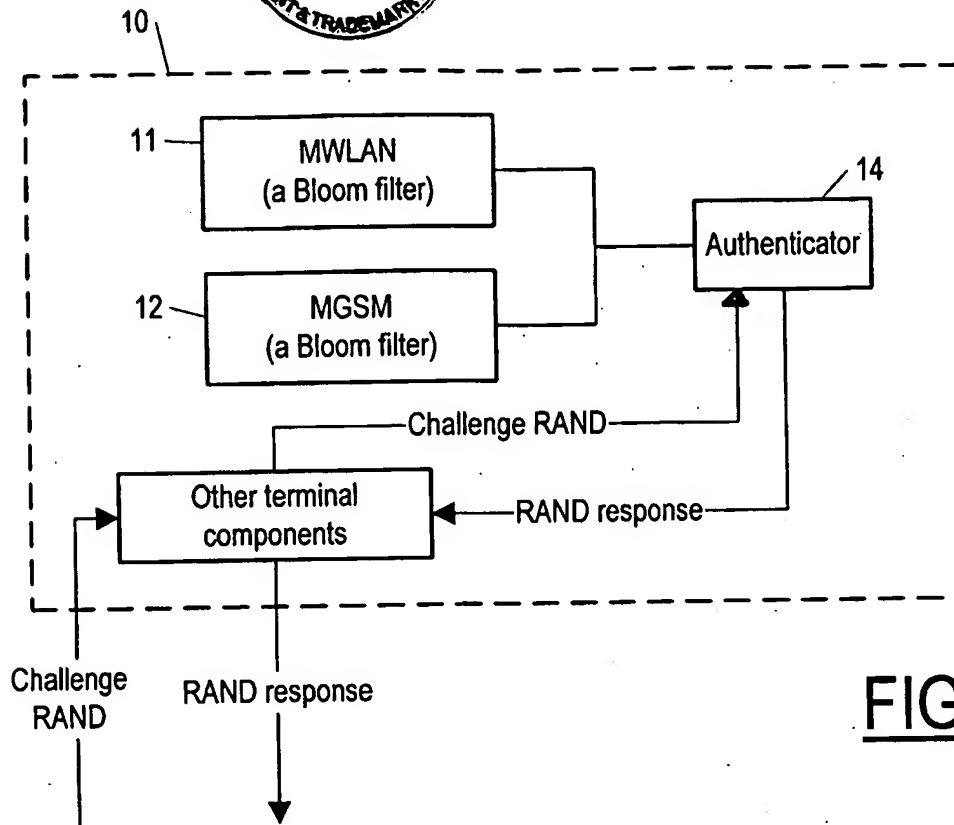 & TRADEMARK
10
11
MWLAN
(a Bloom filter)
14
Authenticator
12
MGSM
(a Bloom filter)
Challenge RAND
Other terminal
components
RAND response
Challenge
RAND
RAND response
FIG